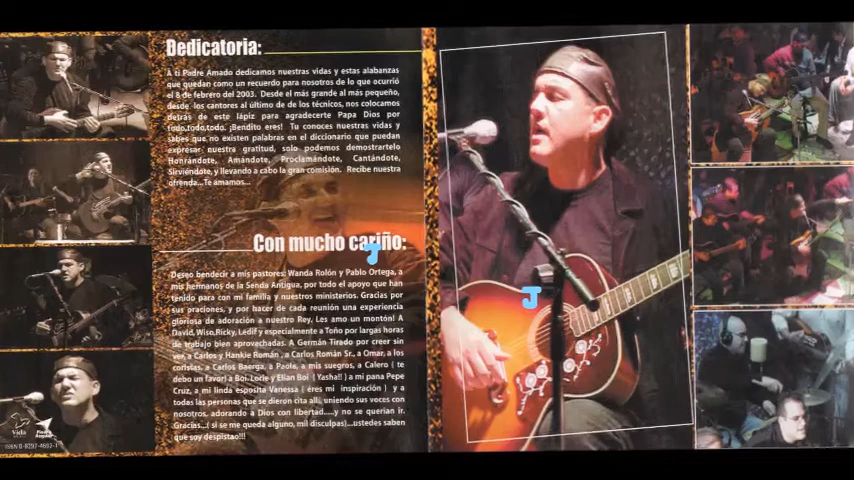 Dedicatoria:
A ti Padre Amado dedicamos nuestras vidas y estas alabanzas
que quedan como un recuerdo para nosotros de lo que ocurrió
el 8 de febrero del 2003. Desde el más grande al más pequeño,
desde los cantores al último de de los técnicos, nos colocamos
detrás de este lápiz para agradecerte Papa Dios por
todo,todo,todo. ¡Bendito eres! Tu conoces nuestras vidas y
sabes que no existen palabras en el diccionario que puedan
expresar nuestra gratitud, solo podemos demostrartelo
Honrándote, Amándote, Proclamándote, Cantándote,
Sirviéndote, y llevando a cabo la gran comisión. Recibe nuestra
ofrenda...Te amamos...
Con mucho cariño:
Deseo bendecir a mis pastores: Wanda Rolón y Pablo Ortega, a
mis hermanos de la Senda Antigua, por todo el apoyo que han
tenido para con mi familia y nuestros ministerios. Gracias por
sus oraciones, y por hacer de cada reunión una experiencia
gloriosa de adoración a nuestro Rey. Les amo un montón! A
David, Wiso,Ricky, Ledif y especialmente a Toño por largas horas
de trabajo bien aprovechadas. A Germán Tirado por creer sin
ver, a Carlos y Hankie Román, a Carlos Román Sr., a Omar, a los
coristas, a Carlos Baerga, a Paola, a mis suegros, a Calero ( te
debo un favor) a Boi, Lorie y Elian Boi ( Yasha!!) a mi pana Pepe
Cruz, a mi linda esposita Vanessa ( eres mi inspiración ) y a
todas las personas que se dieron cita allí, uniendo sus voces con
nosotros, adorando a Dios con libertad.....y no se querian ir.
Gracias...( si se me queda alguno, mil disculpas)...ustedes saben
que soy despistao!!!
J
J
Vida